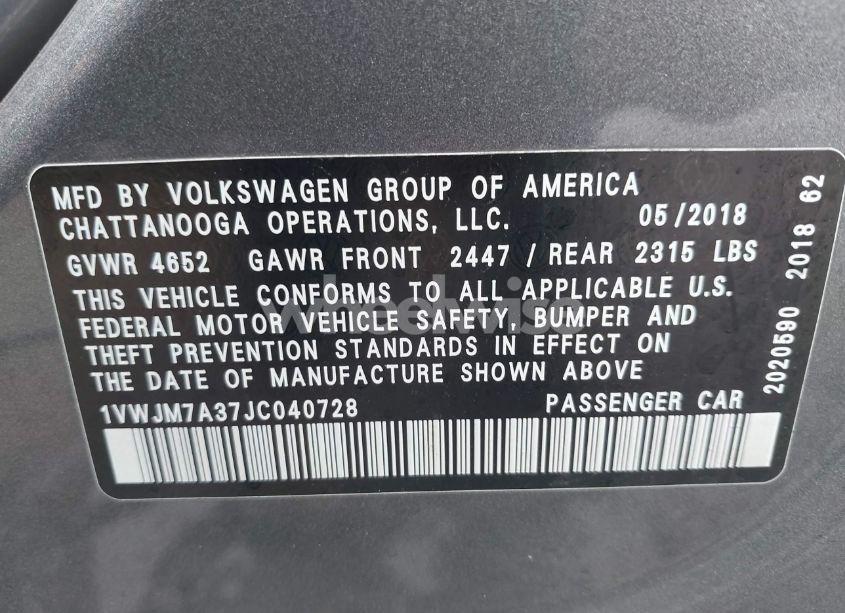 MFD BY VOLKSWAGEN GROUP OF AMERICA
CHATTANOOGA OPERATIONS, LLC. 05/2018
GVWR 4652 GAWR FRONT 2447 / REAR 2315 LBS
THIS VEHICLE CONFORMS TO ALL APPLICABLE U.S.
FEDERAL MOTOR VEHICLE SAFETY, BUMPER AND
THEFT PREVENTION STANDARDS IN EFFECT ON
THE DATE OF MANUFACTURE SHOWN ABOVE
1VWJM7A37JC040728 PASSENGER CAR
2020590 2018 62
wheelwise